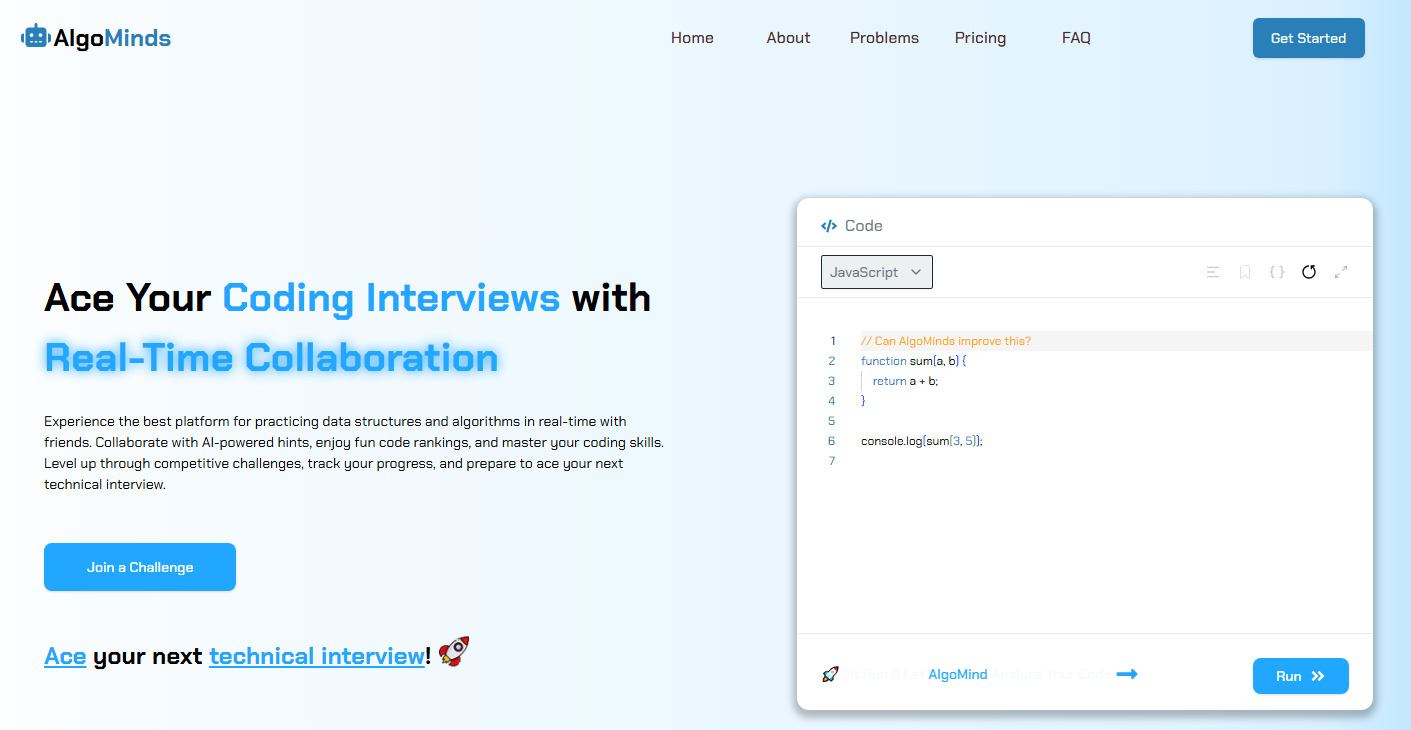 AlgoMinds
Home About Problems Pricing FAQ
Get Started
Ace Your Coding Interviews with
Real-Time Collaboration
Experience the best platform for practicing data structures and algorithms in real-time with
friends. Collaborate with AI-powered hints, enjoy fun code rankings, and master your coding skills.
Level up through competitive challenges, track your progress, and prepare to ace your next
technical interview.
Join a Challenge
Ace your next technical interview! 🚀
</> Code
JavaScript
1 // Can AlgoMinds improve this?
2 function sum(a, b) {
3 return a + b;
4 }
5
6 console.log(sum(3, 5));
7
🚀 Run & Let AlgoMind Analyze Your Code
Run